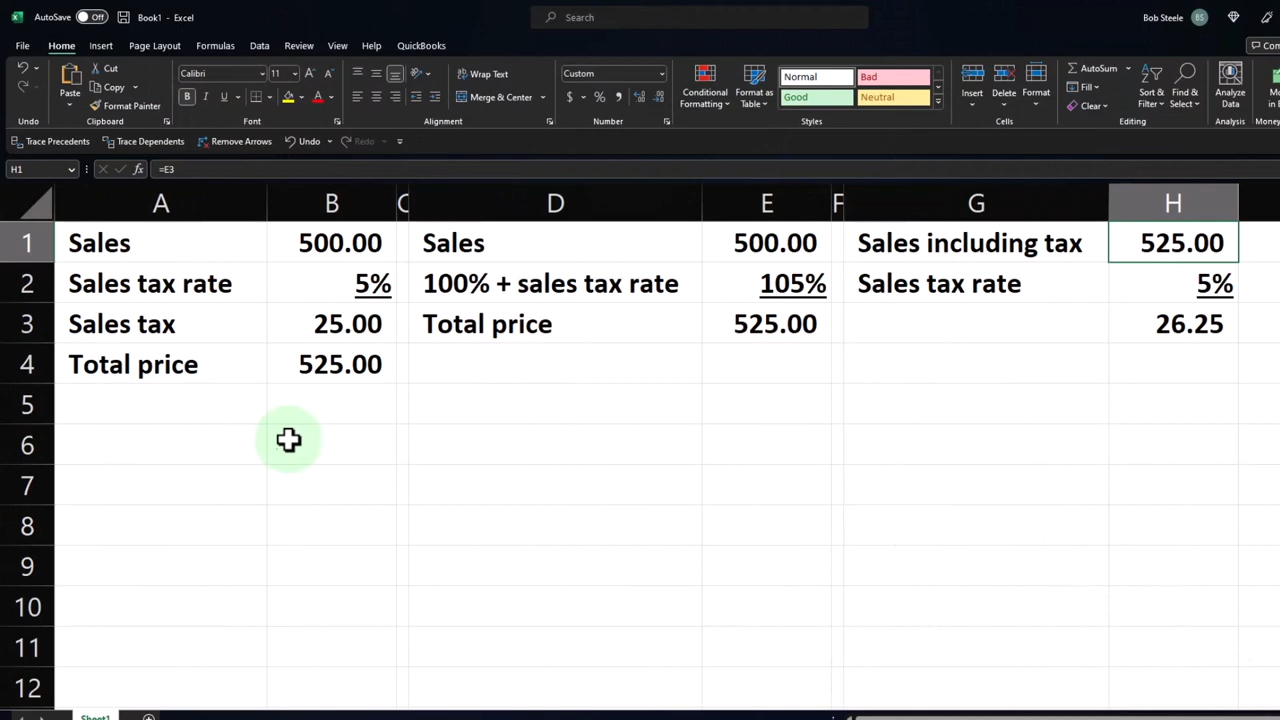 AutoSave Off Book1 - Excel Search Bob Steele BS
File Home Insert Page Layout Formulas Data Review View Help QuickBooks
Cut Calibri 11 Wrap Text Custom Normal Bad AutoSum
Paste Copy Conditional Formatting Format as Table Insert Delete Format Fill Sort & Filter Find & Select Analyze Data
Format Painter B I U Merge & Center $ % Good Neutral Clear
Undo Clipboard Font Alignment Number Styles Cells Editing Analysis
Trace Precedents Trace Dependents Remove Arrows Undo Redo
H1 fx =E3
A B C D E F G H
1 Sales 500.00 Sales 500.00 Sales including tax 525.00
2 Sales tax rate 5% 100% + sales tax rate 105% Sales tax rate 5%
3 Sales tax 25.00 Total price 525.00 26.25
4 Total price 525.00
5
6
7
8
9
10
11
12
Sheet1